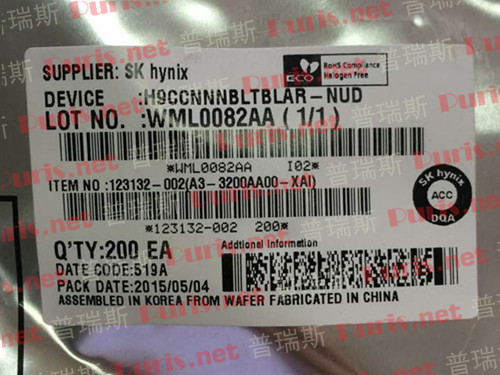 SUPPLIER: SK hynix
ECO
RoHS Compliance
Halogen Free
DEVICE :H9CCNNNBLTBLAR-NUD
LOT NO. :WML0082AA (1/1)
*WML0082AA I02*
ITEM NO :123132-002(A3-3200AA00-XAI)
SK hynix
ACC
DQA
*123132-002 200*
Q'TY:200 EA
Additional Information
DATE CODE:519A
PACK DATE:2015/05/04
ASSEMBLED IN KOREA FROM WAFER FABRICATED IN CHINA
Puris.net 普瑞斯